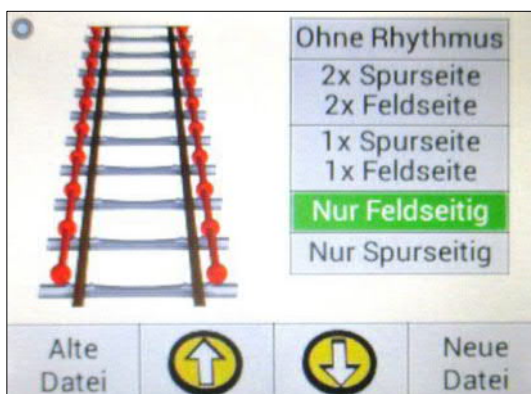 Ohne Rhythmus
2x Spurseite
2x Feldseite
1x Spurseite
1x Feldseite
Nur Feldseitig
Nur Spurseitig
Alte
Datei
Neue
Datei